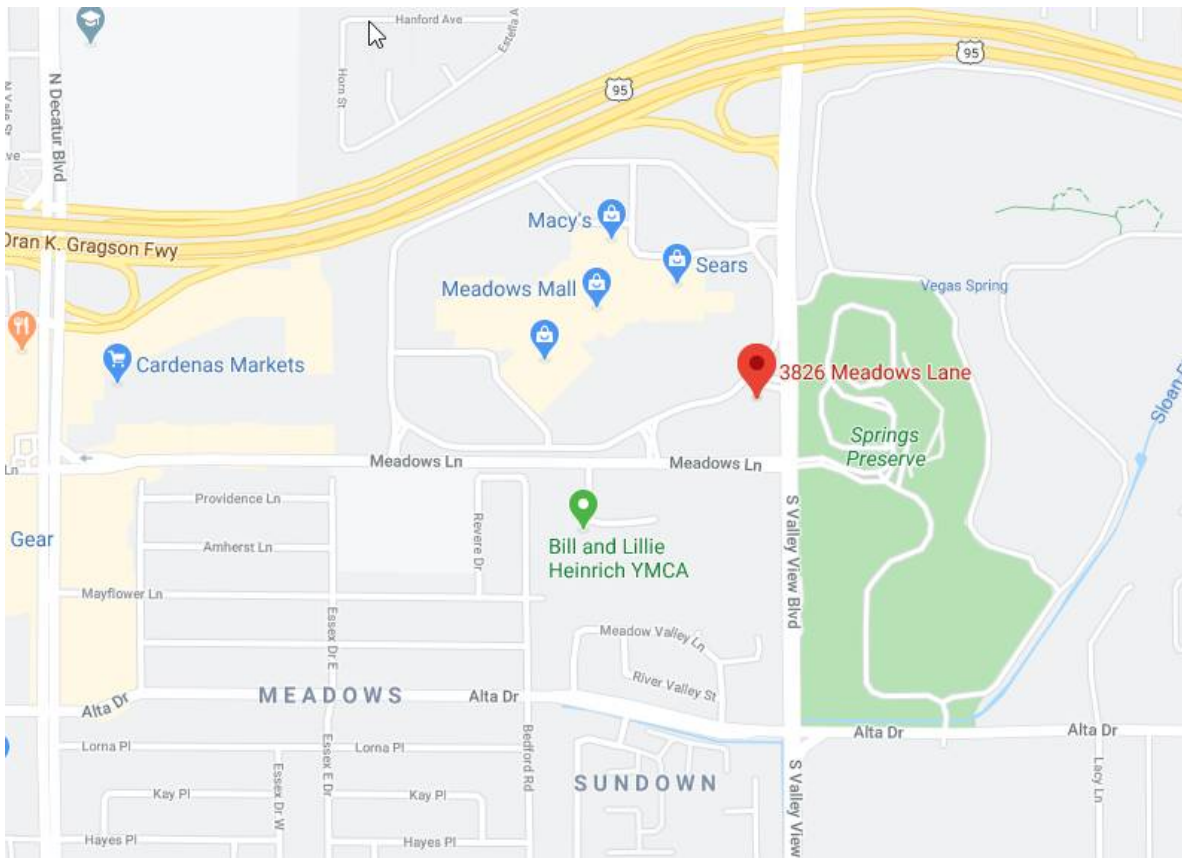 Hanford Ave
Estella A
Horn St
95
95
N Decatur Blvd
Oran K. Gragson Fwy
Macy's
Sears
Meadows Mall
Vegas Spring
Cardenas Markets
3826 Meadows Lane
Springs
Preserve
Meadows Ln
Meadows Ln
Ln
Providence Ln
Amherst Ln
Mayflower Ln
Revere Dr
Gear
Bill and Lillie
Heinrich YMCA
S Valley View Blvd
Essex Dr E
Meadow Valley Ln
River Valley St
MEADOWS
Alta Dr
Alta Dr
Alta Dr
Alta Dr
Lorna Pl
Lorna Pl
Essex Dr W
Essex E Dr
Bedford Rd
SUNDOWN
S Valley View
Lacy Ln
Kay Pl
Kay Pl
Hayes Pl
Hayes Pl